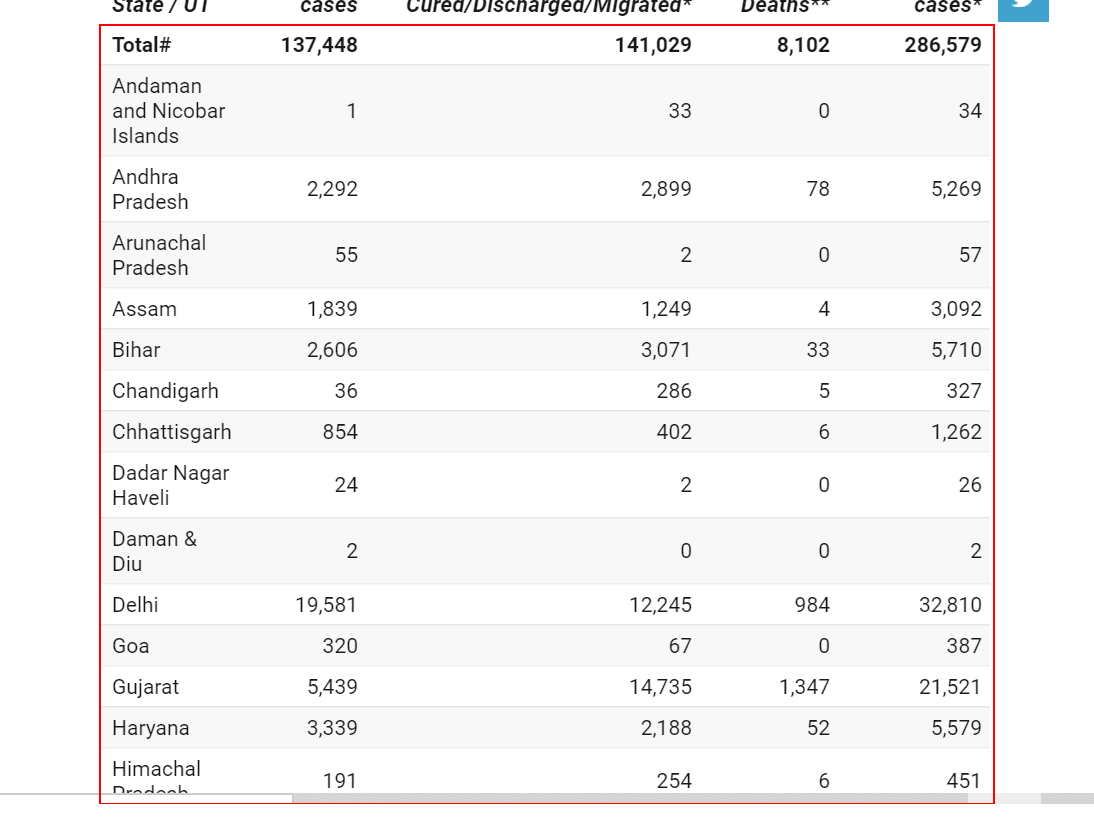 State / UT cases Cured/Discharged/Migrated* Deaths** cases*
Total# 137,448 141,029 8,102 286,579
Andaman
and Nicobar 1 33 0 34
Islands
Andhra
Pradesh 2,292 2,899 78 5,269
Arunachal
Pradesh 55 2 0 57
Assam 1,839 1,249 4 3,092
Bihar 2,606 3,071 33 5,710
Chandigarh 36 286 5 327
Chhattisgarh 854 402 6 1,262
Dadar Nagar
Haveli 24 2 0 26
Daman &
Diu 2 0 0 2
Delhi 19,581 12,245 984 32,810
Goa 320 67 0 387
Gujarat 5,439 14,735 1,347 21,521
Haryana 3,339 2,188 52 5,579
Himachal
Pradesh 191 254 6 451